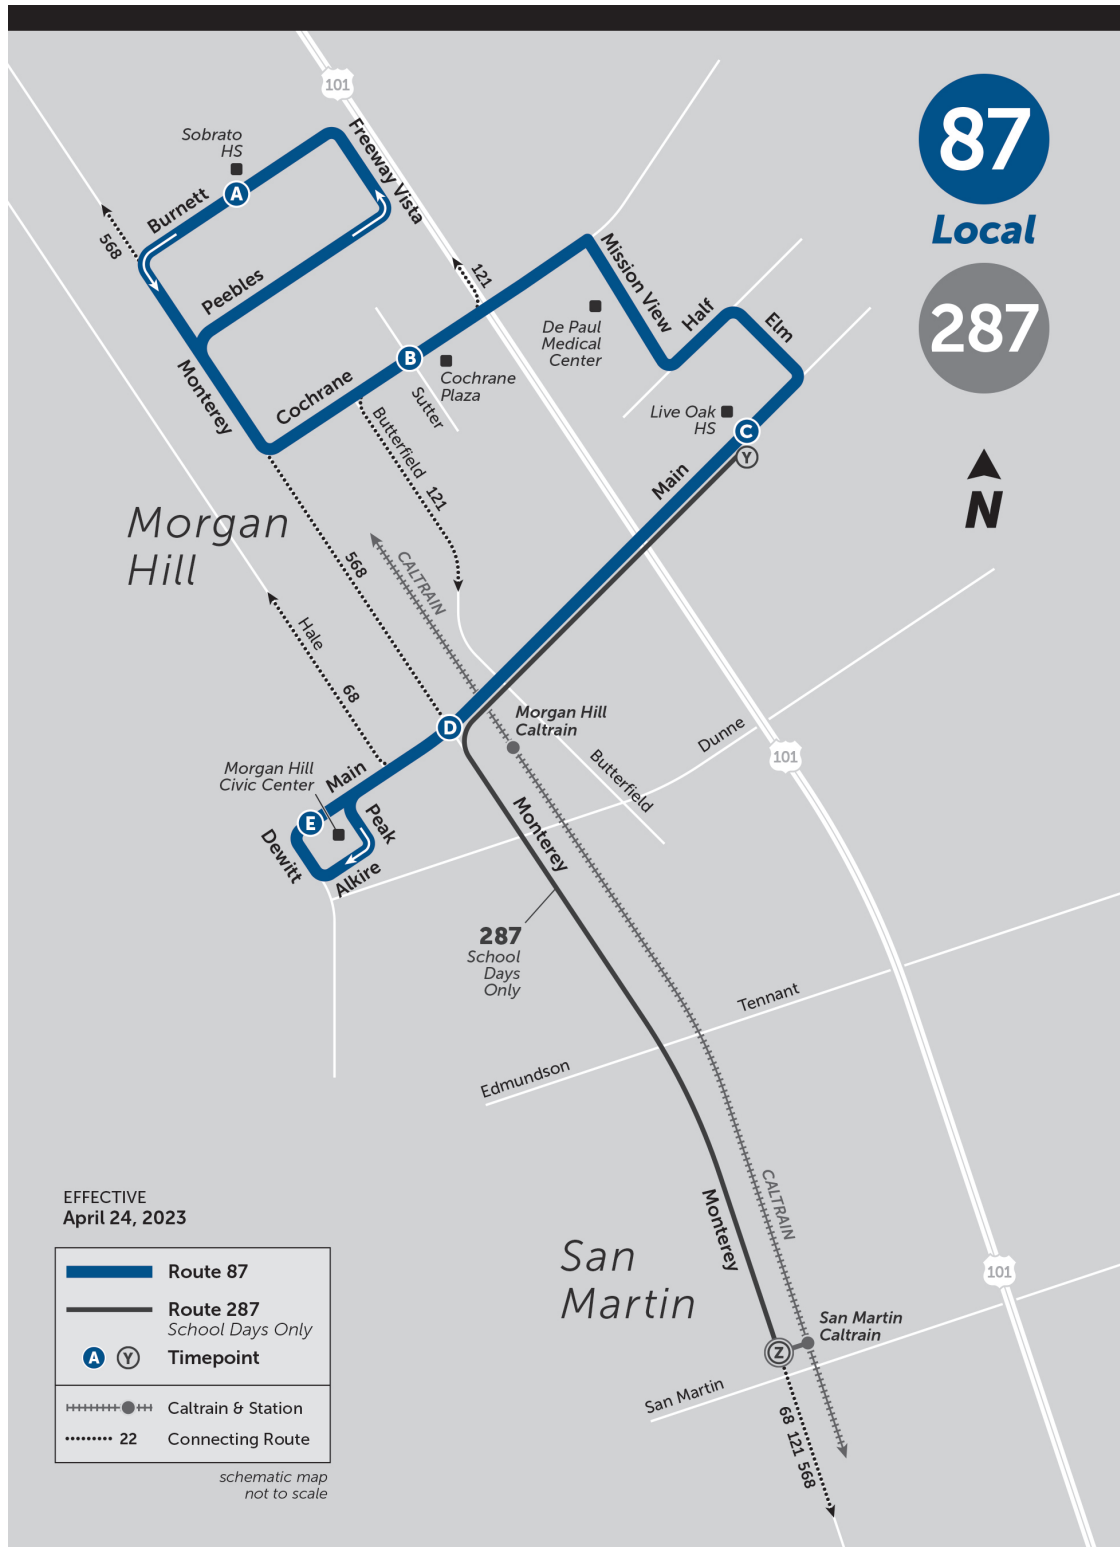 101
87
Local
287
Sobrato
HS
A
Freeway Vista
Burnett
568
121
Peebles
Mission View
Half
Elm
De Paul
Medical
Center
Monterey
B
Cochrane
Cochrane
Plaza
Sutter
Butterfield
121
Live Oak
HS
C
Y
Main
N
Morgan
Hill
568
CALTRAIN
Hale
68
D
Morgan Hill
Caltrain
Dunne
101
Butterfield
Morgan Hill
Civic Center
Main
E
Peak
Dewitt
Alkire
Monterey
287
School
Days
Only
Tennant
Edmundson
CALTRAIN
Monterey
EFFECTIVE
April 24, 2023
San
Martin
101
Route 87
Route 287
School Days Only
A Y Timepoint
Caltrain & Station
22 Connecting Route
schematic map
not to scale
San Martin
Caltrain
Z
San Martin
68 121 568